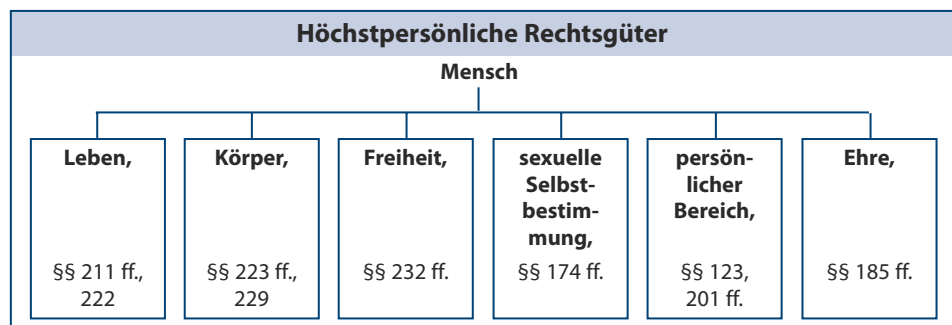 Höchstpersönliche Rechtsgüter
Mensch
Leben,
§§ 211 ff.,
222
Körper,
§§ 223 ff.,
229
Freiheit,
§§ 232 ff.
sexuelle
Selbst-
bestim-
mung,
§§ 174 ff.
persön-
licher
Bereich,
§§ 123,
201 ff.
Ehre,
§§ 185 ff.